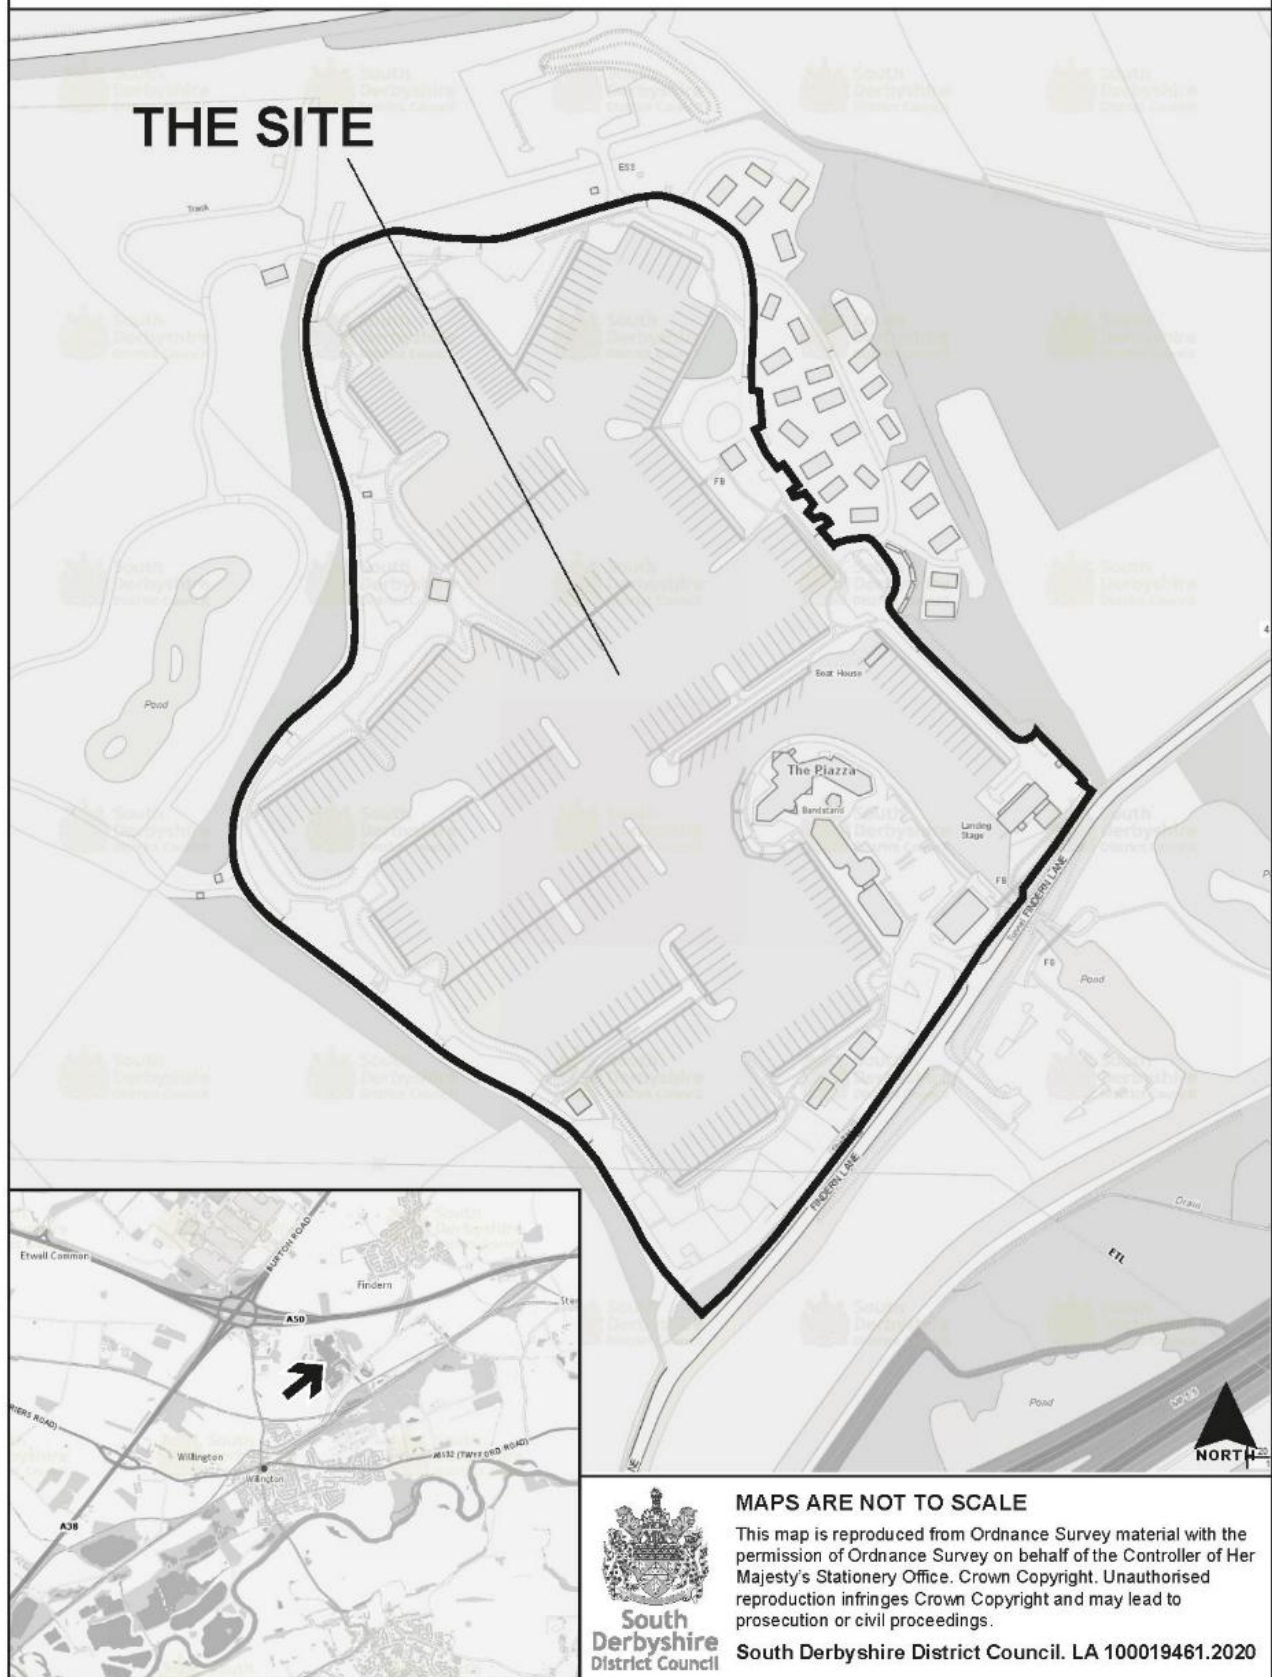 THE SITE
ESS
Track
FB
Pond
Boat House
The Piazza
Bandstand
Landing
Stage
FB
Tunnel
FINDERN LANE
FB
Pond
FINDERN LANE
Drain
ETL
Pond
NORTH
BURTON ROAD
Etwall Common
Findern
A50
Willington
Willington
A5132 (TWYFORD ROAD)
A38
South
Derbyshire
District Council
MAPS ARE NOT TO SCALE
This map is reproduced from Ordnance Survey material with the
permission of Ordnance Survey on behalf of the Controller of Her
Majesty's Stationery Office. Crown Copyright. Unauthorised
reproduction infringes Crown Copyright and may lead to
prosecution or civil proceedings.
South Derbyshire District Council. LA 100019461.2020